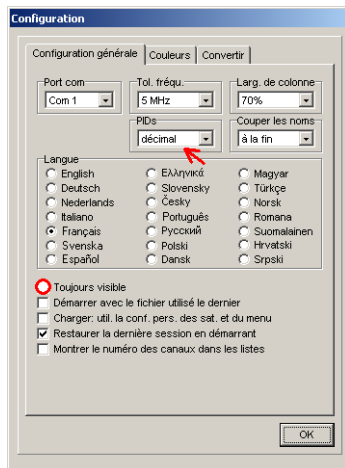 Configuration
Configuration générale Couleurs Convertir
Port com Tol. fréqu. Larg. de colonne
Com 1 5 MHz 70%
PIDs Couper les noms
décimal à la fin
Langue
English Ελληνικά Magyar
Deutsch Slovensky Türkçe
Nederlands Česky Norsk
Italiano Português Romana
Français Русский Suomalainen
Svenska Polski Hrvatski
Español Dansk Srpski
Toujours visible
Démarrer avec le fichier utilisé le dernier
Charger: util. la conf. pers. des sat. et du menu
Restaurer la dernière session en démarrant
Montrer le numéro des canaux dans les listes
OK